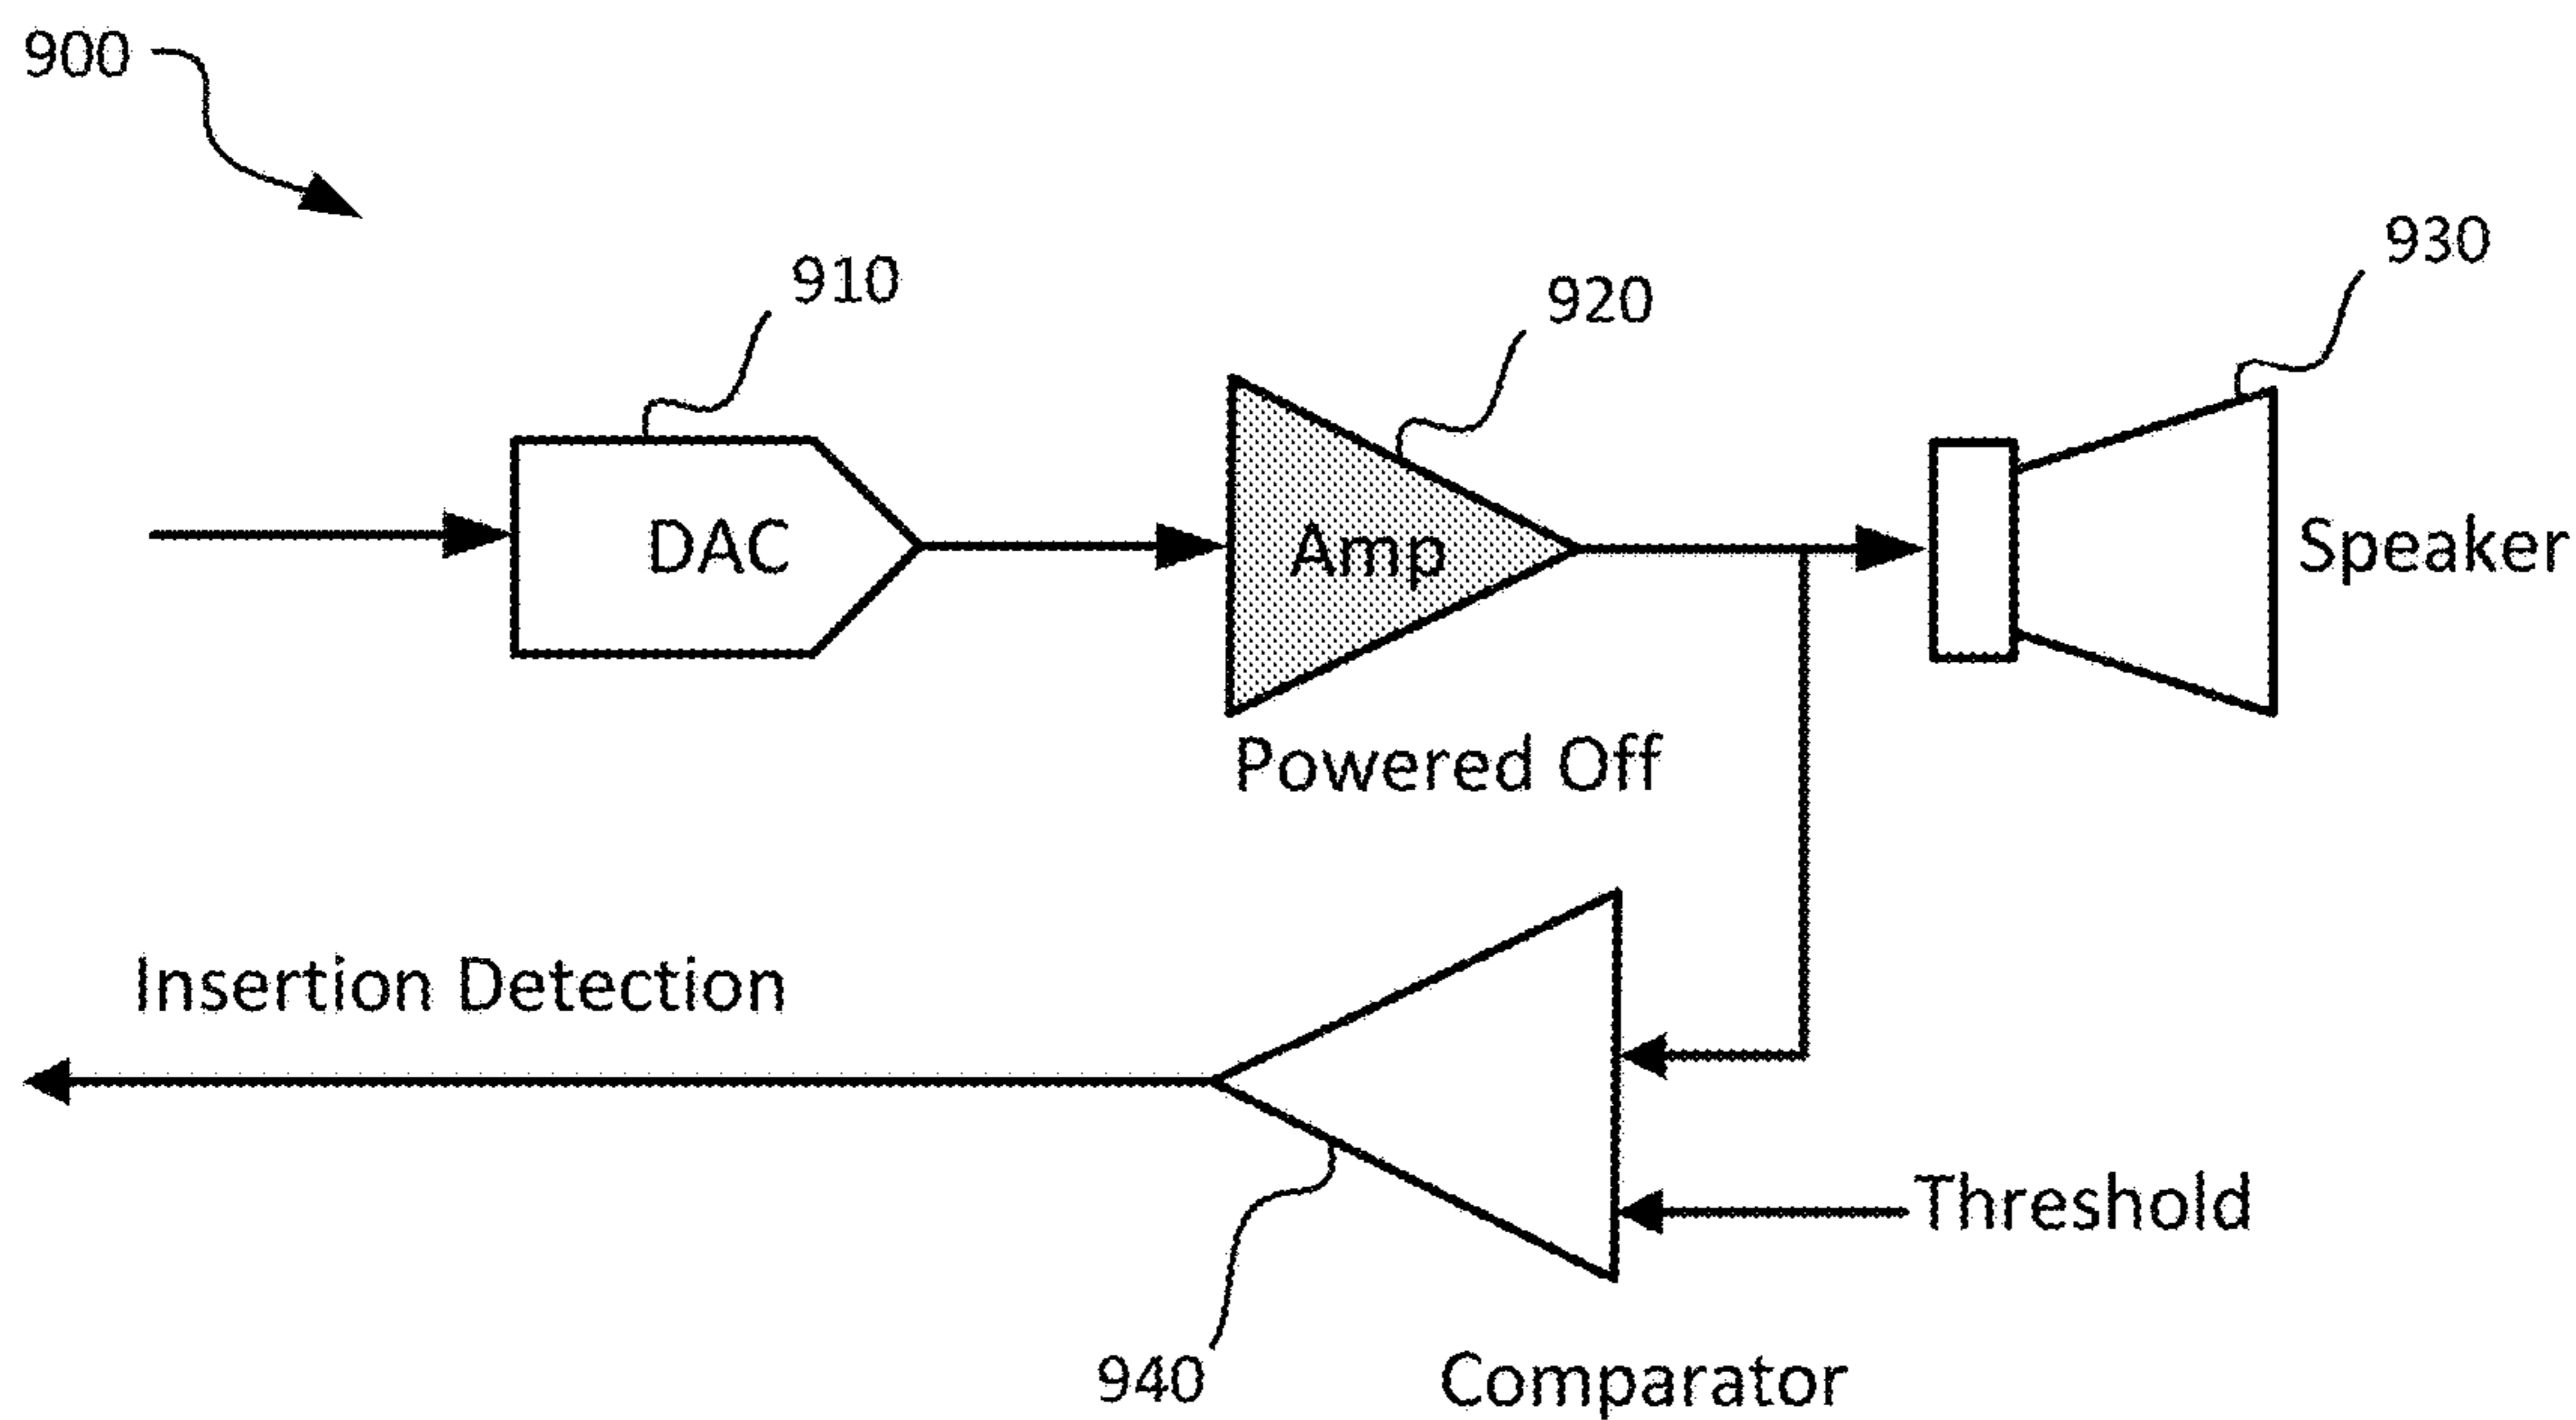 900
910
920
930
DAC
Amp
Speaker
Powered Off
Insertion Detection
Threshold
940
Comparator